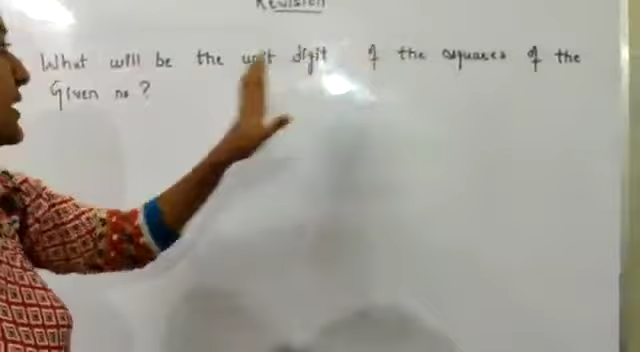 Revision
What will be the unit digit of the squares of the
Given no ?